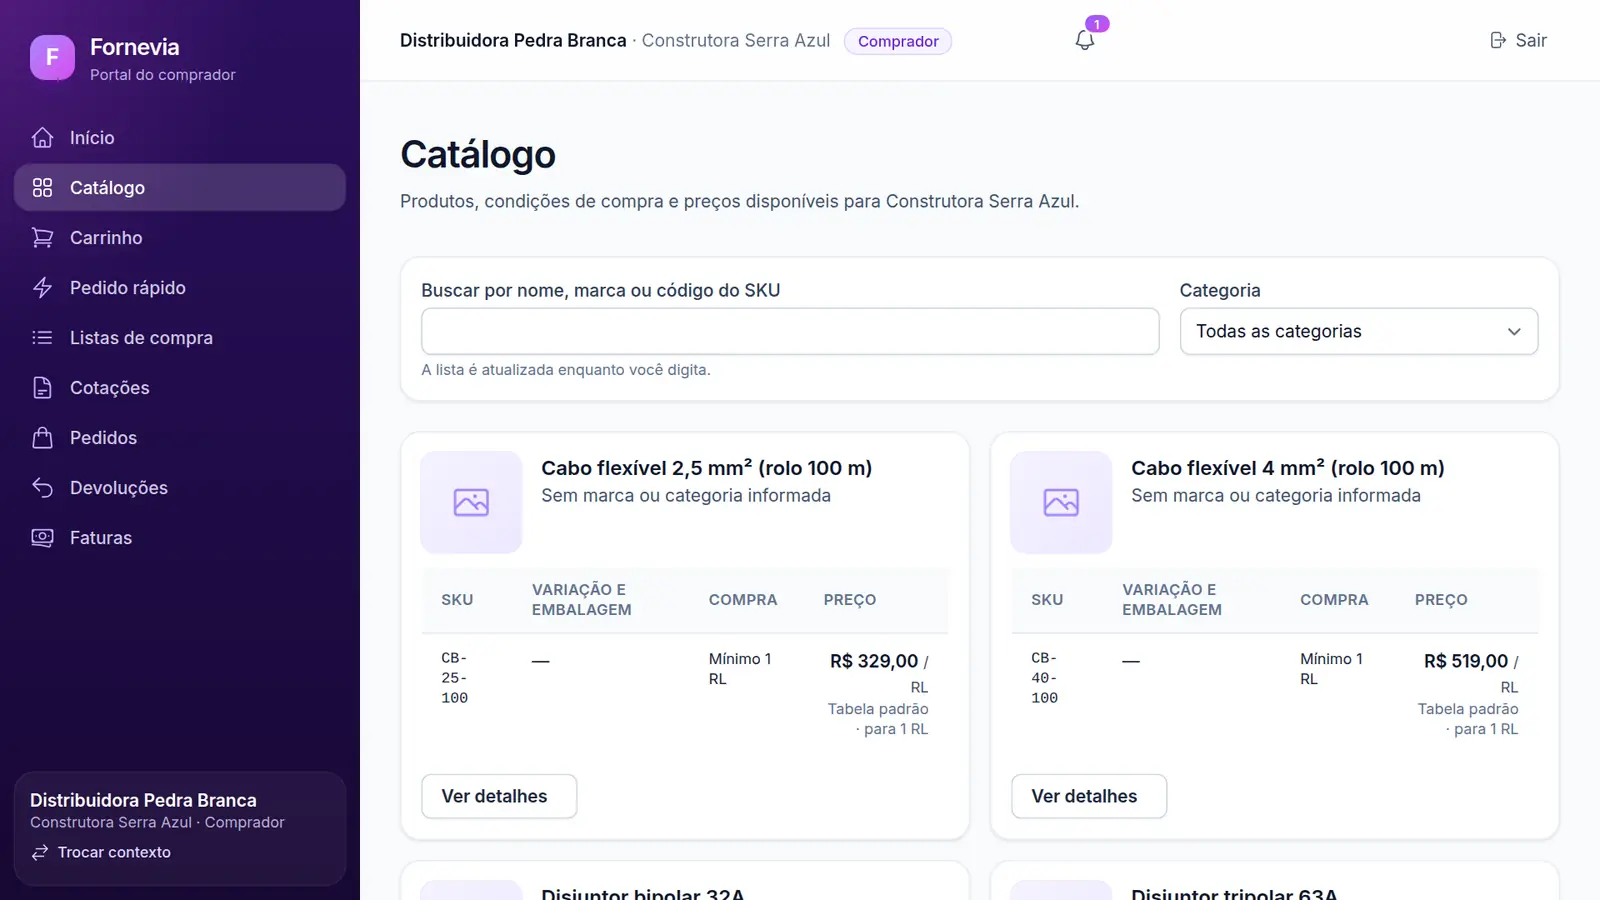 F
Fornevia
Portal do comprador
Início
Catálogo
Carrinho
Pedido rápido
Listas de compra
Cotações
Pedidos
Devoluções
Faturas
Distribuidora Pedra Branca
Construtora Serra Azul · Comprador
Trocar contexto
Distribuidora Pedra Branca · Construtora Serra Azul
Comprador
1
Sair
Catálogo
Produtos, condições de compra e preços disponíveis para Construtora Serra Azul.
Buscar por nome, marca ou código do SKU
A lista é atualizada enquanto você digita.
Categoria
Todas as categorias
Cabo flexível 2,5 mm² (rolo 100 m)
Sem marca ou categoria informada
SKU
VARIAÇÃO E
EMBALAGEM
COMPRA
PREÇO
CB-
25-
100
—
Mínimo 1
RL
R$ 329,00 /
RL
Tabela padrão
· para 1 RL
Ver detalhes
Cabo flexível 4 mm² (rolo 100 m)
Sem marca ou categoria informada
SKU
VARIAÇÃO E
EMBALAGEM
COMPRA
PREÇO
CB-
40-
100
—
Mínimo 1
RL
R$ 519,00 /
RL
Tabela padrão
· para 1 RL
Ver detalhes
Disjuntor bipolar 32A
Disjuntor tripolar 63A